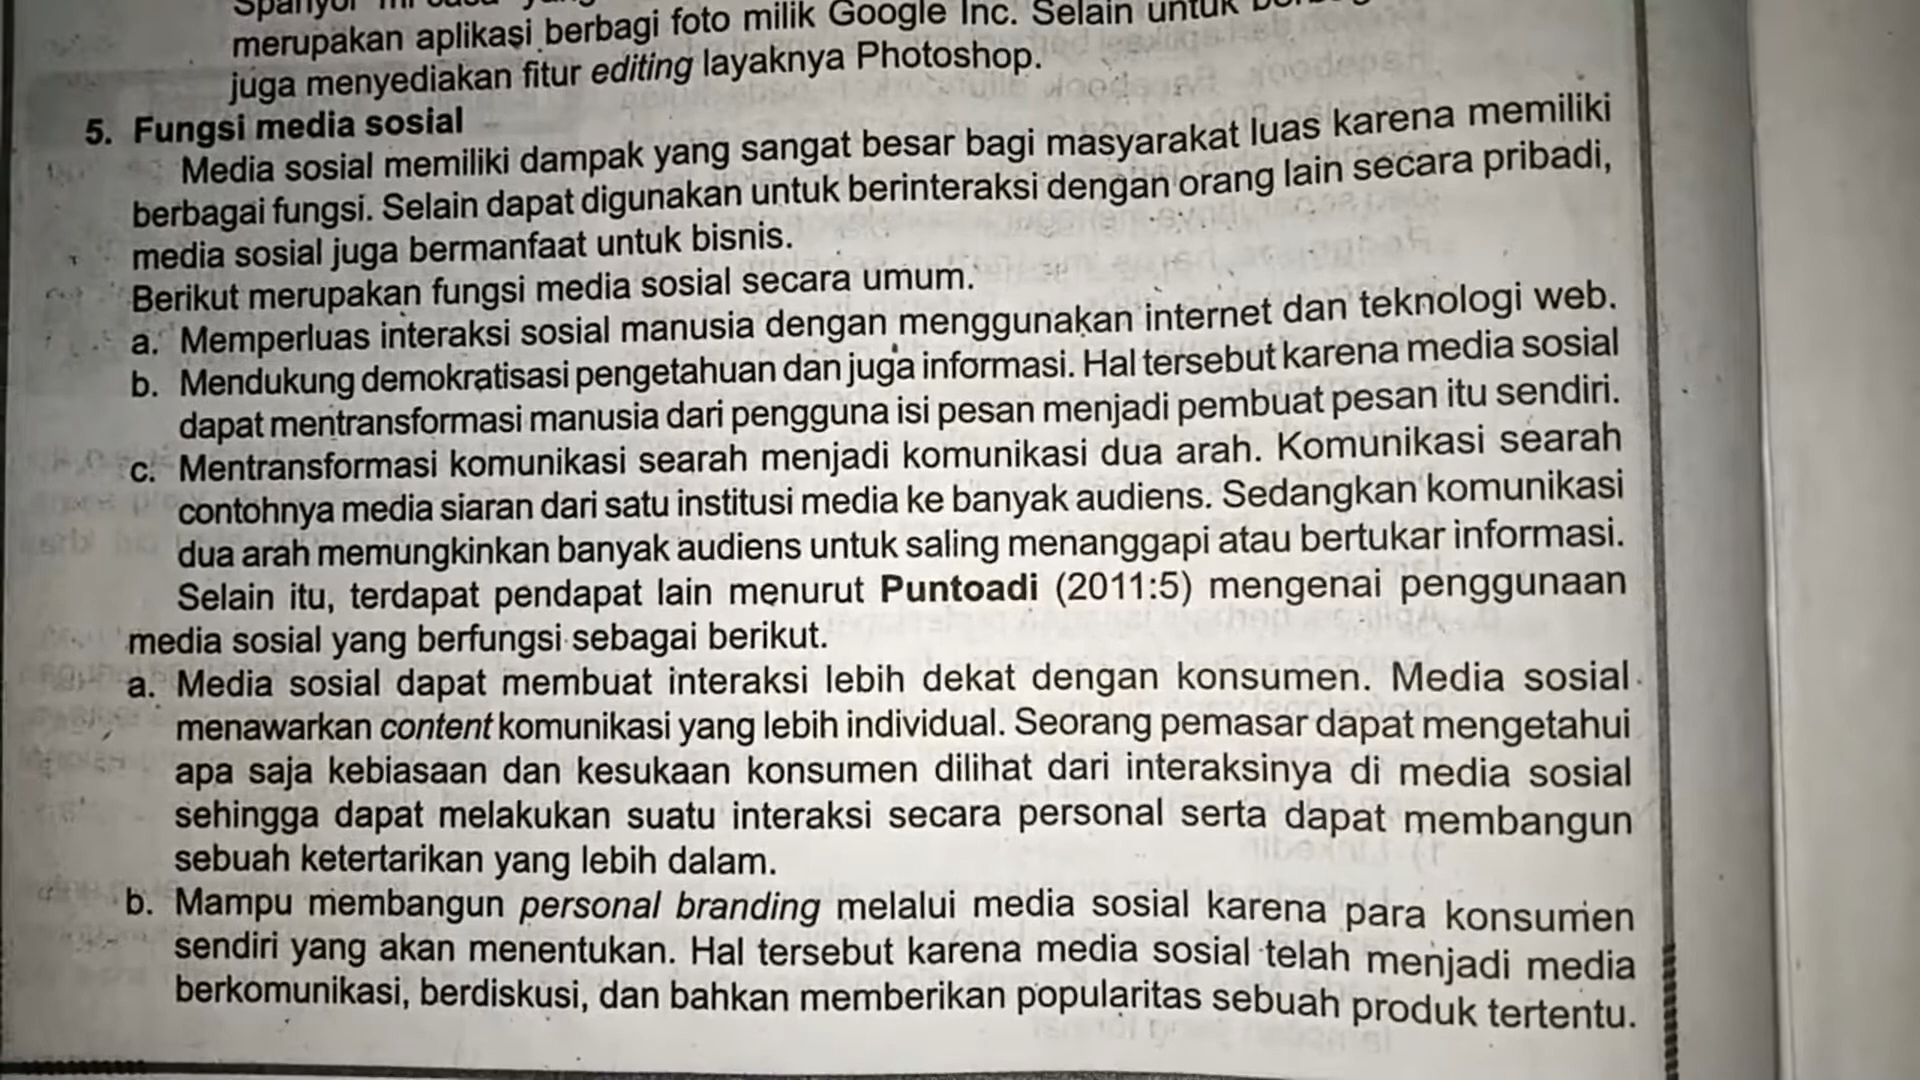 merupakan aplikasi berbagi foto milik Google Inc. Selain untuk
juga menyediakan fitur editing layaknya Photoshop.
5. Fungsi media sosial
Media sosial memiliki dampak yang sangat besar bagi masyarakat luas karena memiliki
berbagai fungsi. Selain dapat digunakan untuk berinteraksi dengan orang lain secara pribadi,
media sosial juga bermanfaat untuk bisnis.
Berikut merupakan fungsi media sosial secara umum.
a. Memperluas interaksi sosial manusia dengan menggunakan internet dan teknologi web.
b. Mendukung demokratisasi pengetahuan dan juga informasi. Hal tersebut karena media sosial
dapat mentransformasi manusia dari pengguna isi pesan menjadi pembuat pesan itu sendiri.
c. Mentransformasi komunikasi searah menjadi komunikasi dua arah. Komunikasi searah
contohnya media siaran dari satu institusi media ke banyak audiens. Sedangkan komunikasi
dua arah memungkinkan banyak audiens untuk saling menanggapi atau bertukar informasi.
Selain itu, terdapat pendapat lain menurut Puntoadi (2011:5) mengenai penggunaan
media sosial yang berfungsi sebagai berikut.
a. Media sosial dapat membuat interaksi lebih dekat dengan konsumen. Media sosial
menawarkan content komunikasi yang lebih individual. Seorang pemasar dapat mengetahui
apa saja kebiasaan dan kesukaan konsumen dilihat dari interaksinya di media sosial
sehingga dapat melakukan suatu interaksi secara personal serta dapat membangun
sebuah ketertarikan yang lebih dalam.
b. Mampu membangun personal branding melalui media sosial karena para konsumen
sendiri yang akan menentukan. Hal tersebut karena media sosial telah menjadi media
berkomunikasi, berdiskusi, dan bahkan memberikan popularitas sebuah produk tertentu.